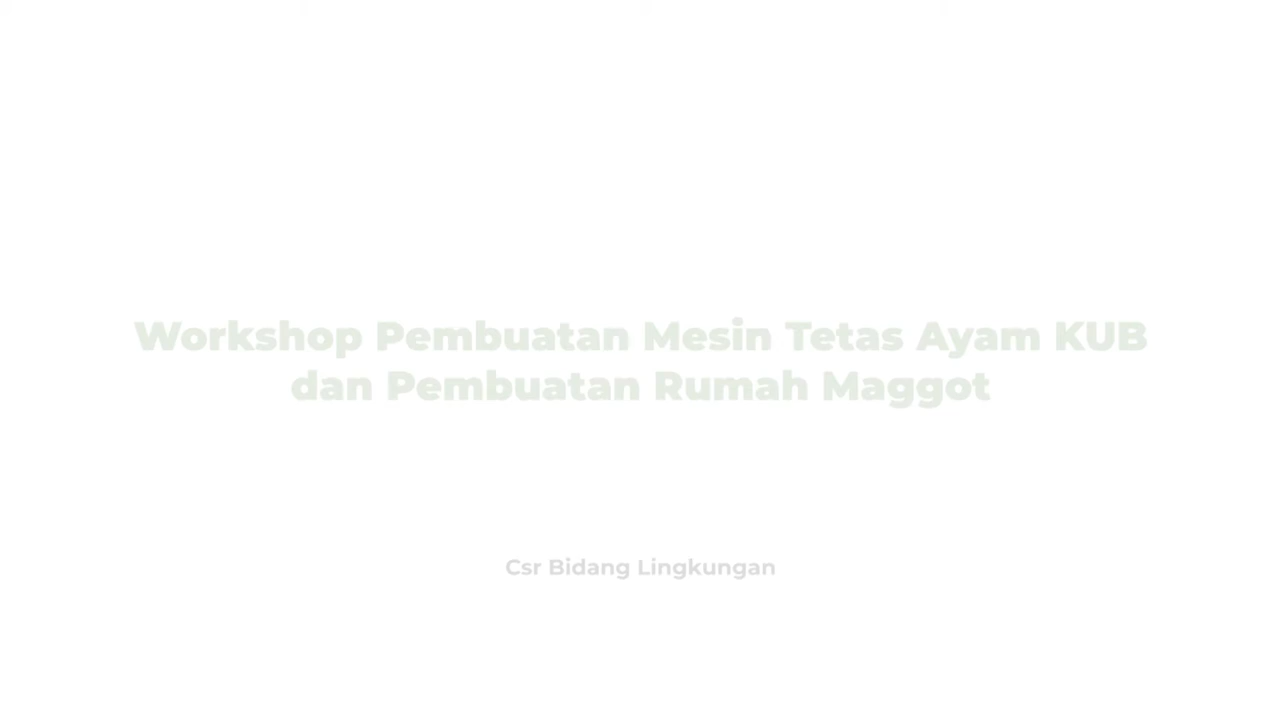 Workshop Pembuatan Mesin Tetas Ayam KUB
dan Pembuatan Rumah Maggot
Csr Bidang Lingkungan